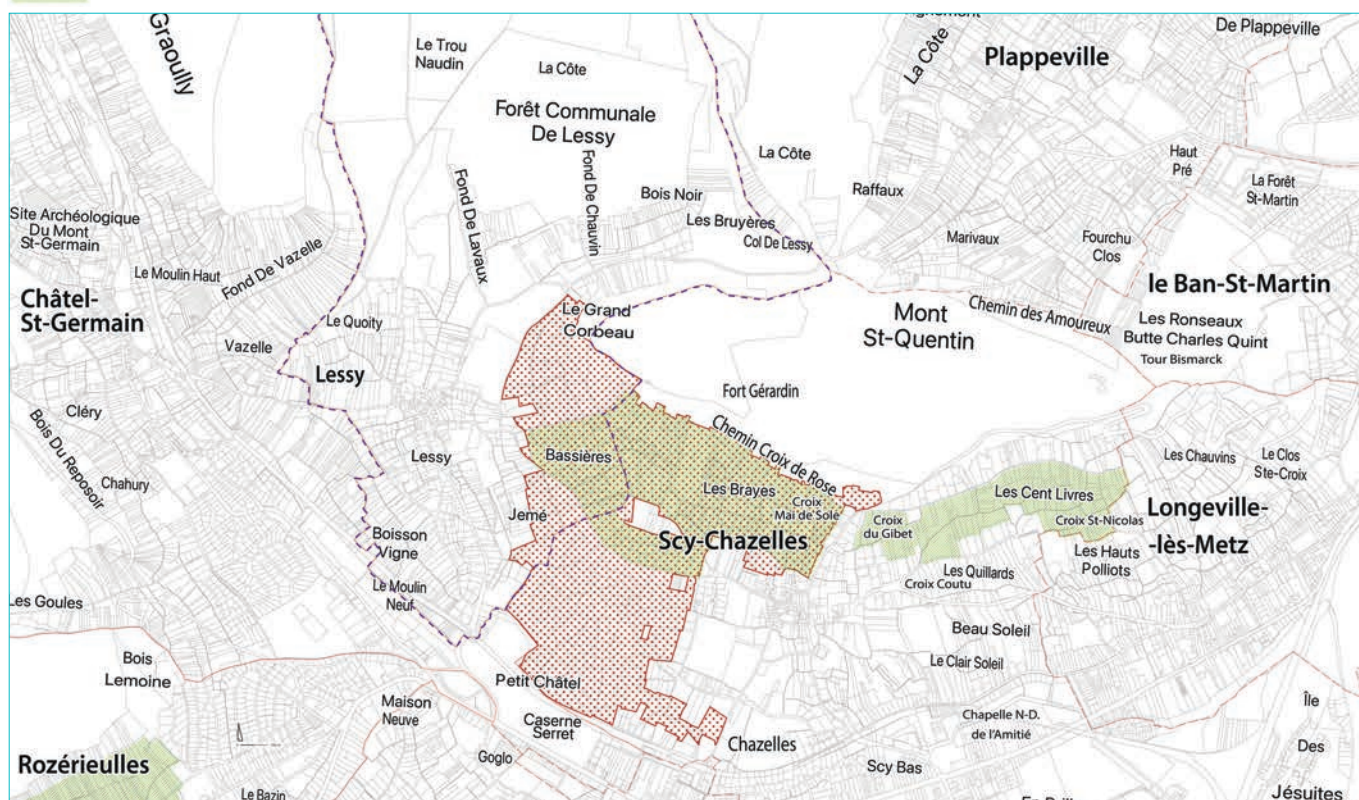 Graoully
Le Trou
Naudin
La Côte
Forêt Communale
De Lessy
La Côte
Plappeville
De Plappeville
Fond De Lavaux
Fond De Chauvin
Bois Noir
Les Bruyères
Col De Lessy
La Côte
Raffaux
Haut
Pré
La Forêt
St-Martin
Marivaux
Fourchu
Clos
Site Archéologique
Du Mont
St-Germain
Le Moulin Haut
Fond De Vazelle
Châtel-
St-Germain
Le Quoity
Vazelle
Lessy
Le Grand
Corbeau
Mont
St-Quentin
Chemin des Amoureux
le Ban-St-Martin
Les Ronseaux
Butte Charles Quint
Tour Bismarck
Fort Gérardin
Cléry
Bois Du Reposoir
Chahury
Lessy
Bassières
Les Brayes
Chemin Croix de Rose
Croix
Mai de Sole
Les Cent Livres
Les Chauvins
Le Clos
Ste-Croix
Jemé
Scy-Chazelles
Croix
du Gibet
Croix St-Nicolas
Longeville-
-lès-Metz
Boisson
Vigne
Le Moulin
Neuf
Les Quillards
Croix Coutu
Les Hauts
Polliots
Les Goules
Bois
Lemoine
Beau Soleil
Le Clair Soleil
Petit Châtel
Maison
Neuve
Caserne
Serret
Goglo
Chazelles
Chapelle N-D.
de l'Amitié
Scy Bas
Île
Des
Jésuites
Rozérieulles
Le Bazin